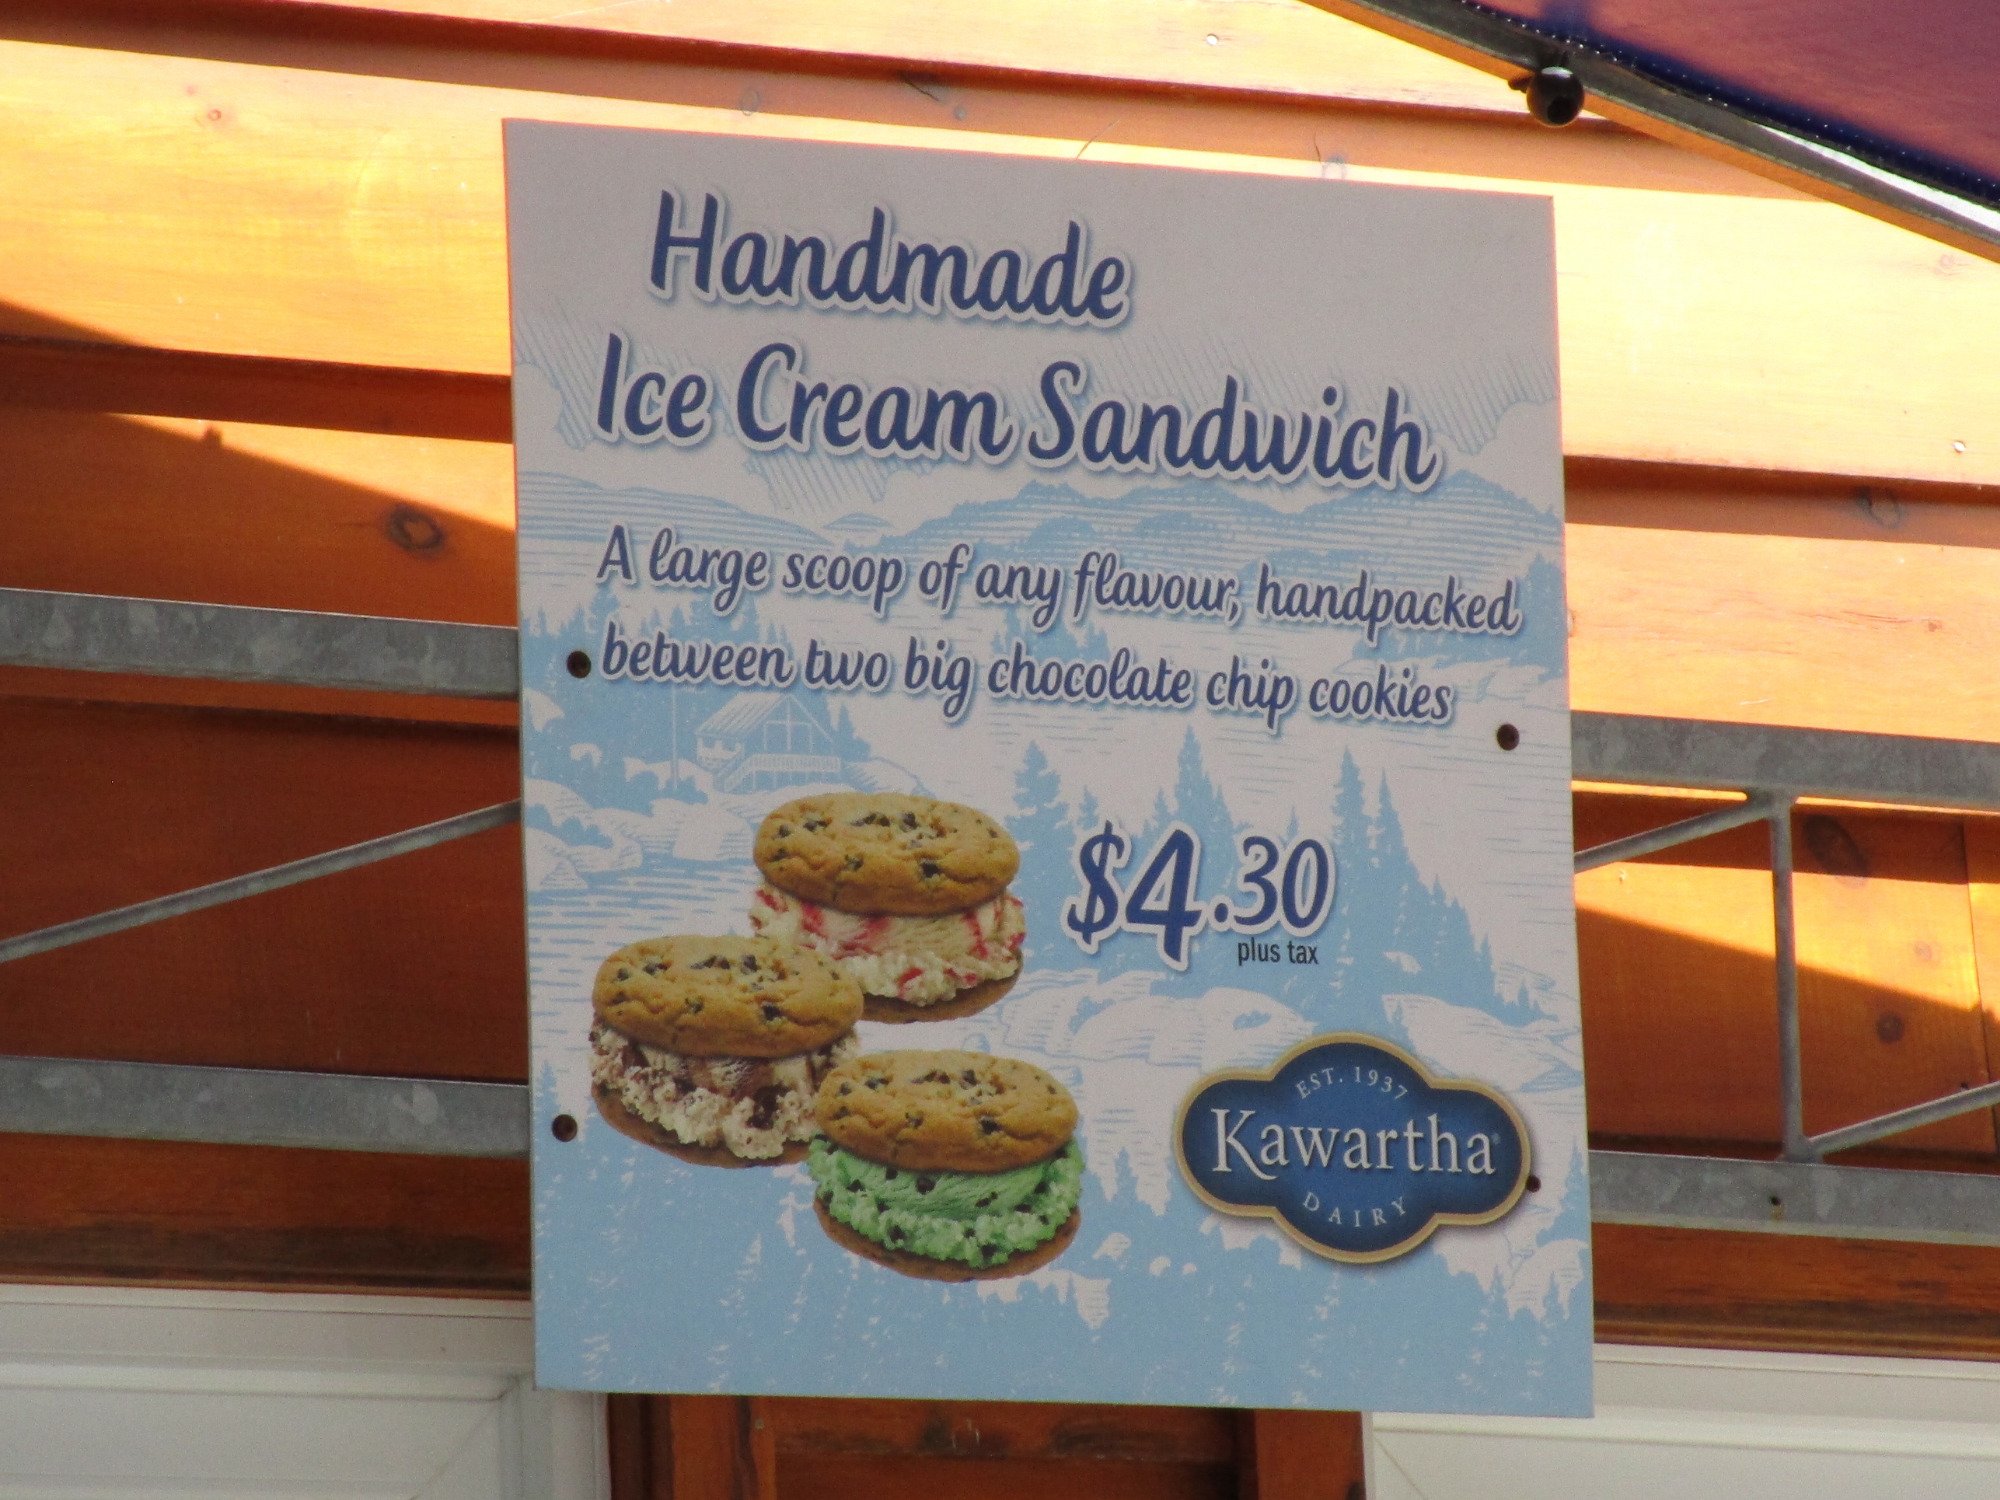 Handmade
Ice Cream Sandwich
A large scoop of any flavour, handpacked
between two big chocolate chip cookies
$4.30
plus tax
EST. 1937
Kawartha
DAIRY